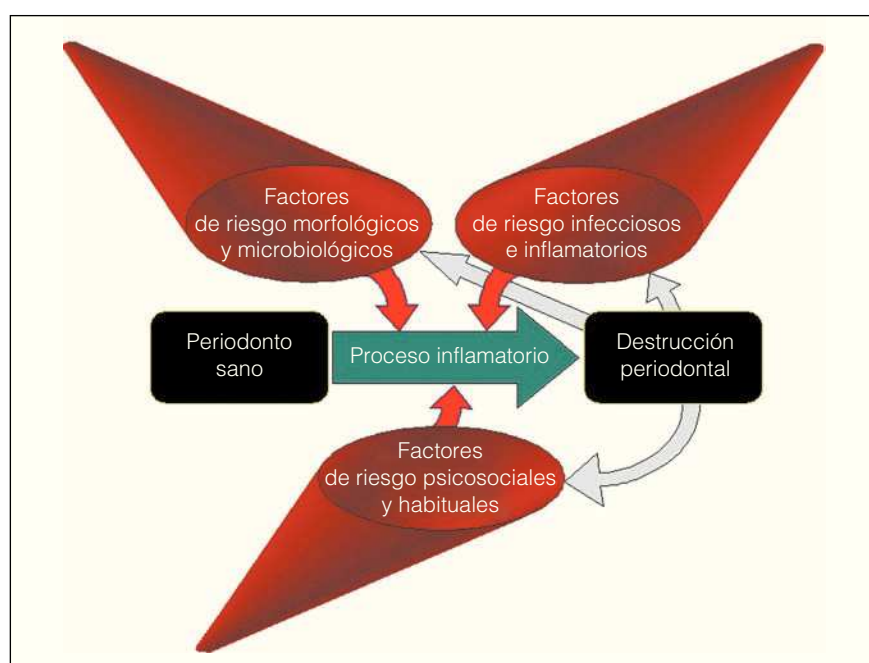 Factores
de riesgo morfológicos
y microbiológicos
Factores
de riesgo infecciosos
e inflamatorios
Periodonto
sano
Proceso inflamatorio
Destrucción
periodontal
Factores
de riesgo psicosociales
y habituales